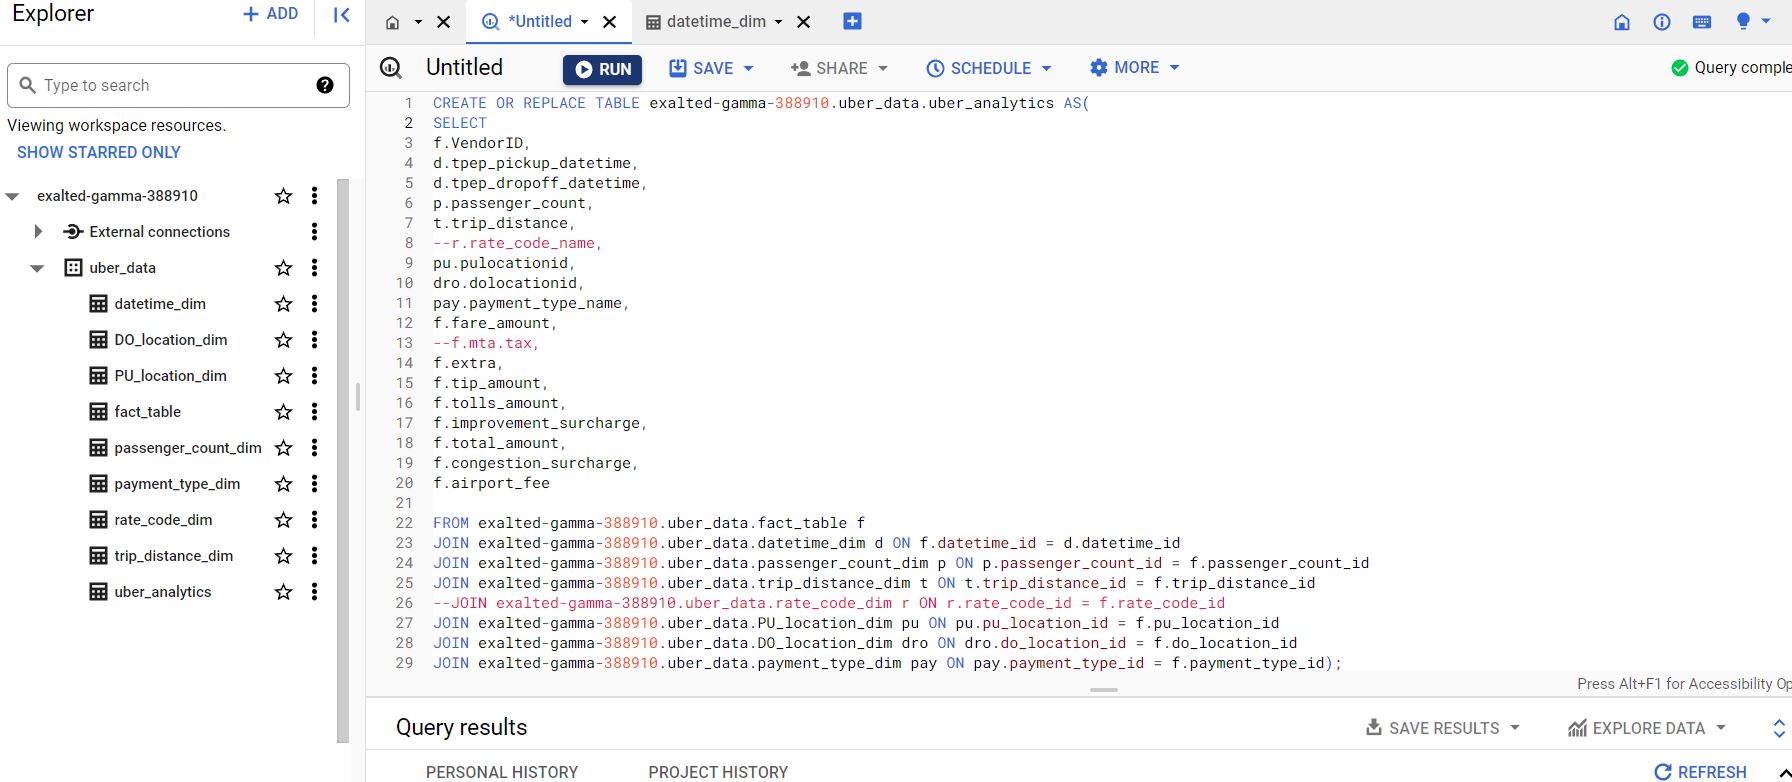 Explorer
+ ADD
Type to search
Viewing workspace resources.
SHOW STARRED ONLY
exalted-gamma-388910
External connections
uber_data
datetime_dim
DO_location_dim
PU_location_dim
fact_table
passenger_count_dim
payment_type_dim
rate_code_dim
trip_distance_dim
uber_analytics
*Untitled
datetime_dim
Untitled
RUN
SAVE
SHARE
SCHEDULE
MORE
Query comple
1 CREATE OR REPLACE TABLE exalted-gamma-388910.uber_data.uber_analytics AS(
2 SELECT
3 f.VendorID,
4 d.tpep_pickup_datetime,
5 d.tpep_dropoff_datetime,
6 p.passenger_count,
7 t.trip_distance,
8 --r.rate_code_name,
9 pu.pulocationid,
10 dro.dolocationid,
11 pay.payment_type_name,
12 f.fare_amount,
13 --f.mta.tax,
14 f.extra,
15 f.tip_amount,
16 f.tolls_amount,
17 f.improvement_surcharge,
18 f.total_amount,
19 f.congestion_surcharge,
20 f.airport_fee
21
22 FROM exalted-gamma-388910.uber_data.fact_table f
23 JOIN exalted-gamma-388910.uber_data.datetime_dim d ON f.datetime_id = d.datetime_id
24 JOIN exalted-gamma-388910.uber_data.passenger_count_dim p ON p.passenger_count_id = f.passenger_count_id
25 JOIN exalted-gamma-388910.uber_data.trip_distance_dim t ON t.trip_distance_id = f.trip_distance_id
26 --JOIN exalted-gamma-388910.uber_data.rate_code_dim r ON r.rate_code_id = f.rate_code_id
27 JOIN exalted-gamma-388910.uber_data.PU_location_dim pu ON pu.pu_location_id = f.pu_location_id
28 JOIN exalted-gamma-388910.uber_data.DO_location_dim dro ON dro.do_location_id = f.do_location_id
29 JOIN exalted-gamma-388910.uber_data.payment_type_dim pay ON pay.payment_type_id = f.payment_type_id);
Press Alt+F1 for Accessibility Op
Query results
SAVE RESULTS
EXPLORE DATA
PERSONAL HISTORY
PROJECT HISTORY
REFRESH